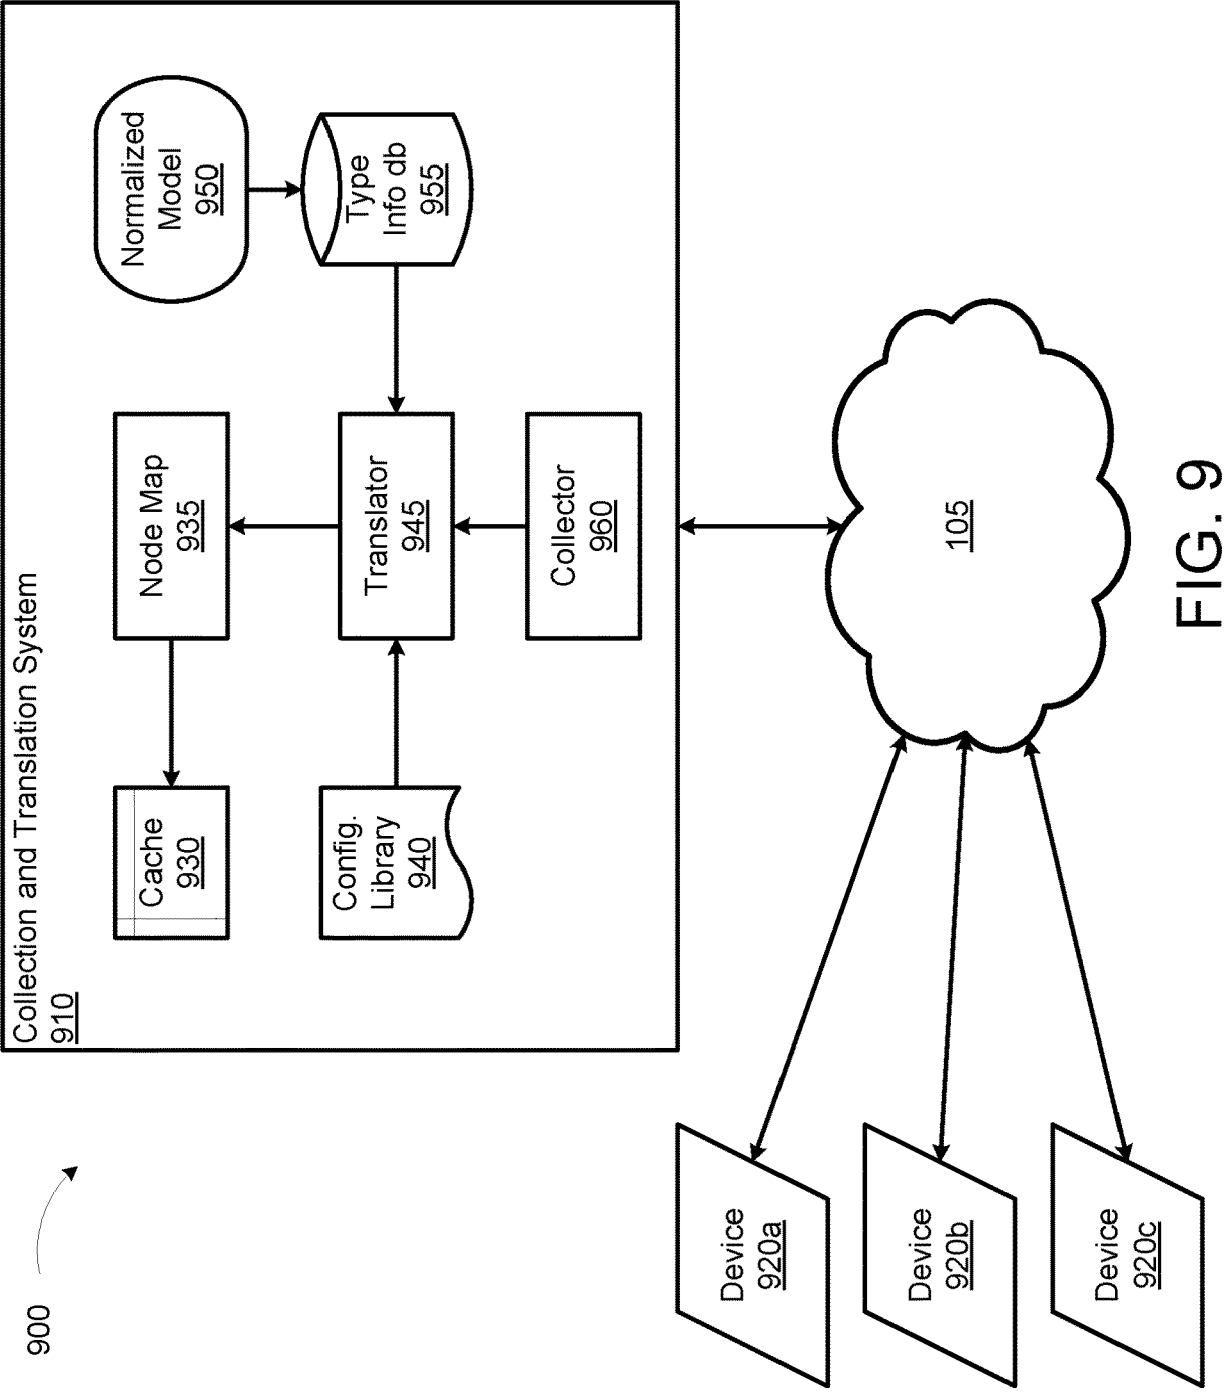 900
Collection and Translation System
910
Cache
930
Node Map
935
Normalized
Model
950
Config.
Library
940
Translator
945
Type
Info db
955
Collector
960
Device
920a
Device
920b
Device
920c
105
FIG. 9